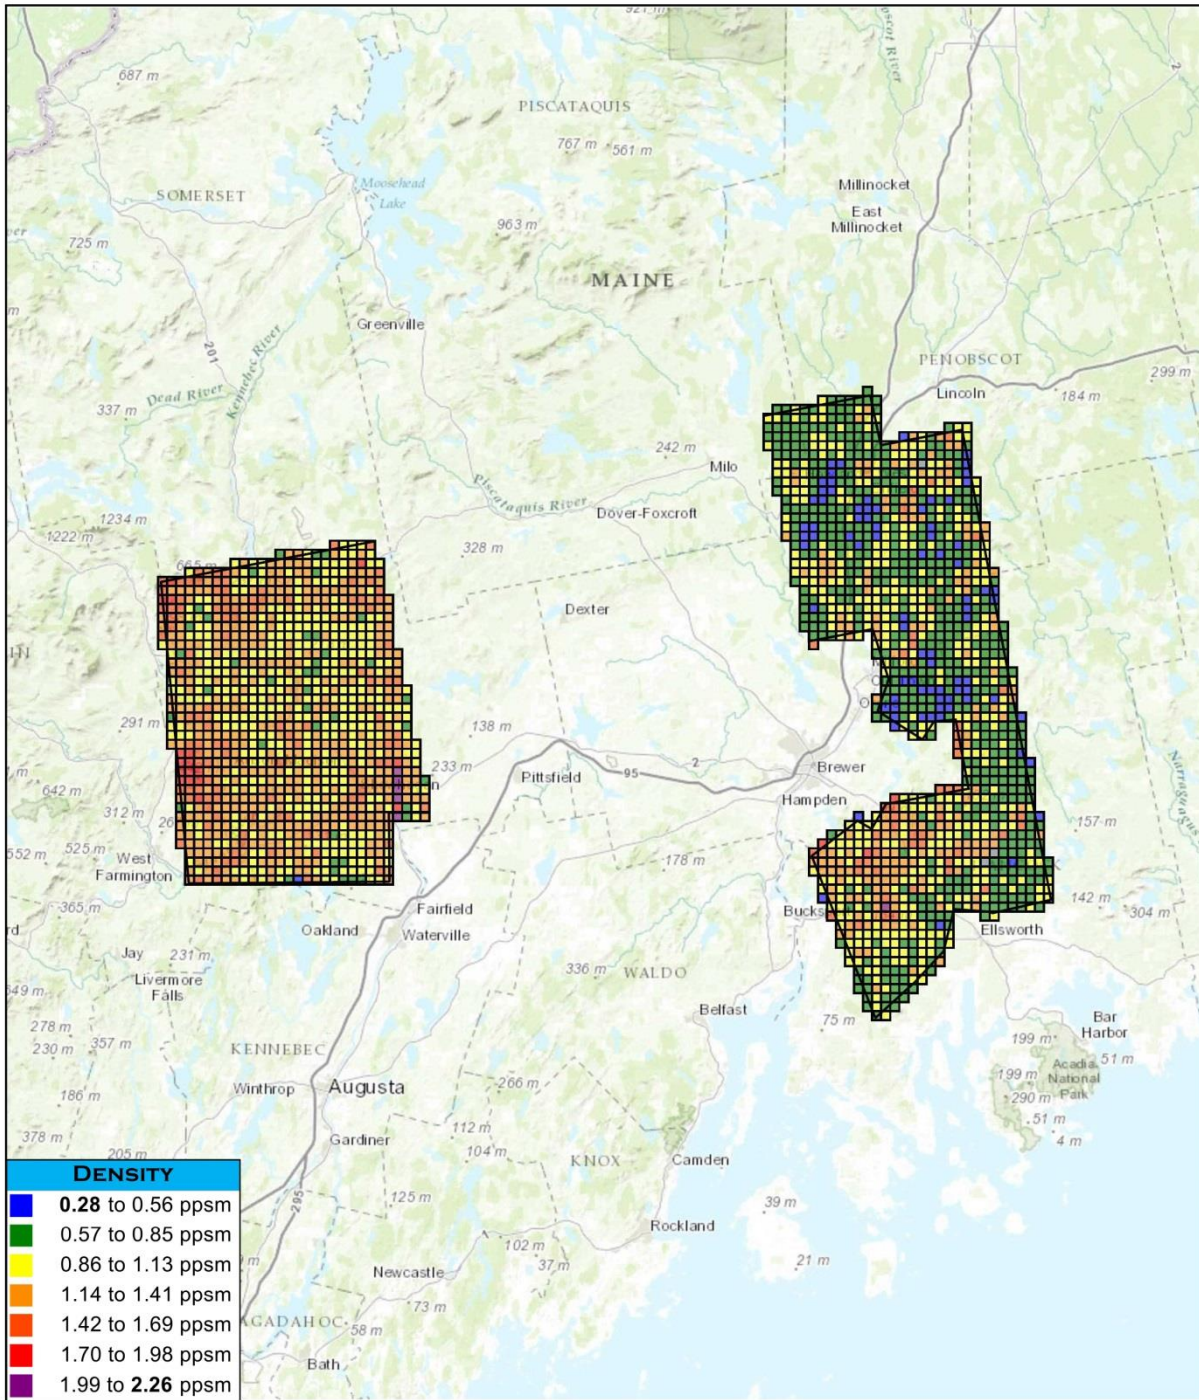 921 m
687 m
PISCATAQUIS
767 m
561 m
2
Moosehead
Lake
Millinocket
SOMERSET
East
Millinocket
963 m
725 m
MAINE
Greenville
201
Kennebec River
PENOBSCOT
299 m
Dead River
Lincoln
184 m
337 m
242 m
Milo
Piscataquis River
Dover-Foxcroft
1234 m
1222 m
328 m
665 m
Dexter
291 m
138 m
233 m
Pittsfield
95
2
Brewer
Narraguagus
642 m
Hampden
312 m
157 m
552 m
525 m
West
Farmington
178 m
365 m
Fairfield
142 m
304 m
Oakland
Waterville
Ellsworth
Jay
231 m
336 m
WALDO
Livermore
Falls
Belfast
278 m
230 m
357 m
75 m
Bar
Harbor
199 m
51 m
KENNEBEC
Acadia
National
Park
199 m
Winthrop
Augusta
266 m
290 m
186 m
51 m
4 m
378 m
Gardiner
112 m
205 m
104 m
KNOX
Camden
DENSITY
0.28 to 0.56 ppsm
0.57 to 0.85 ppsm
0.86 to 1.13 ppsm
1.14 to 1.41 ppsm
1.42 to 1.69 ppsm
1.70 to 1.98 ppsm
1.99 to 2.26 ppsm
295
125 m
39 m
Rockland
102 m
37 m
21 m
Newcastle
73 m
58 m
Bath